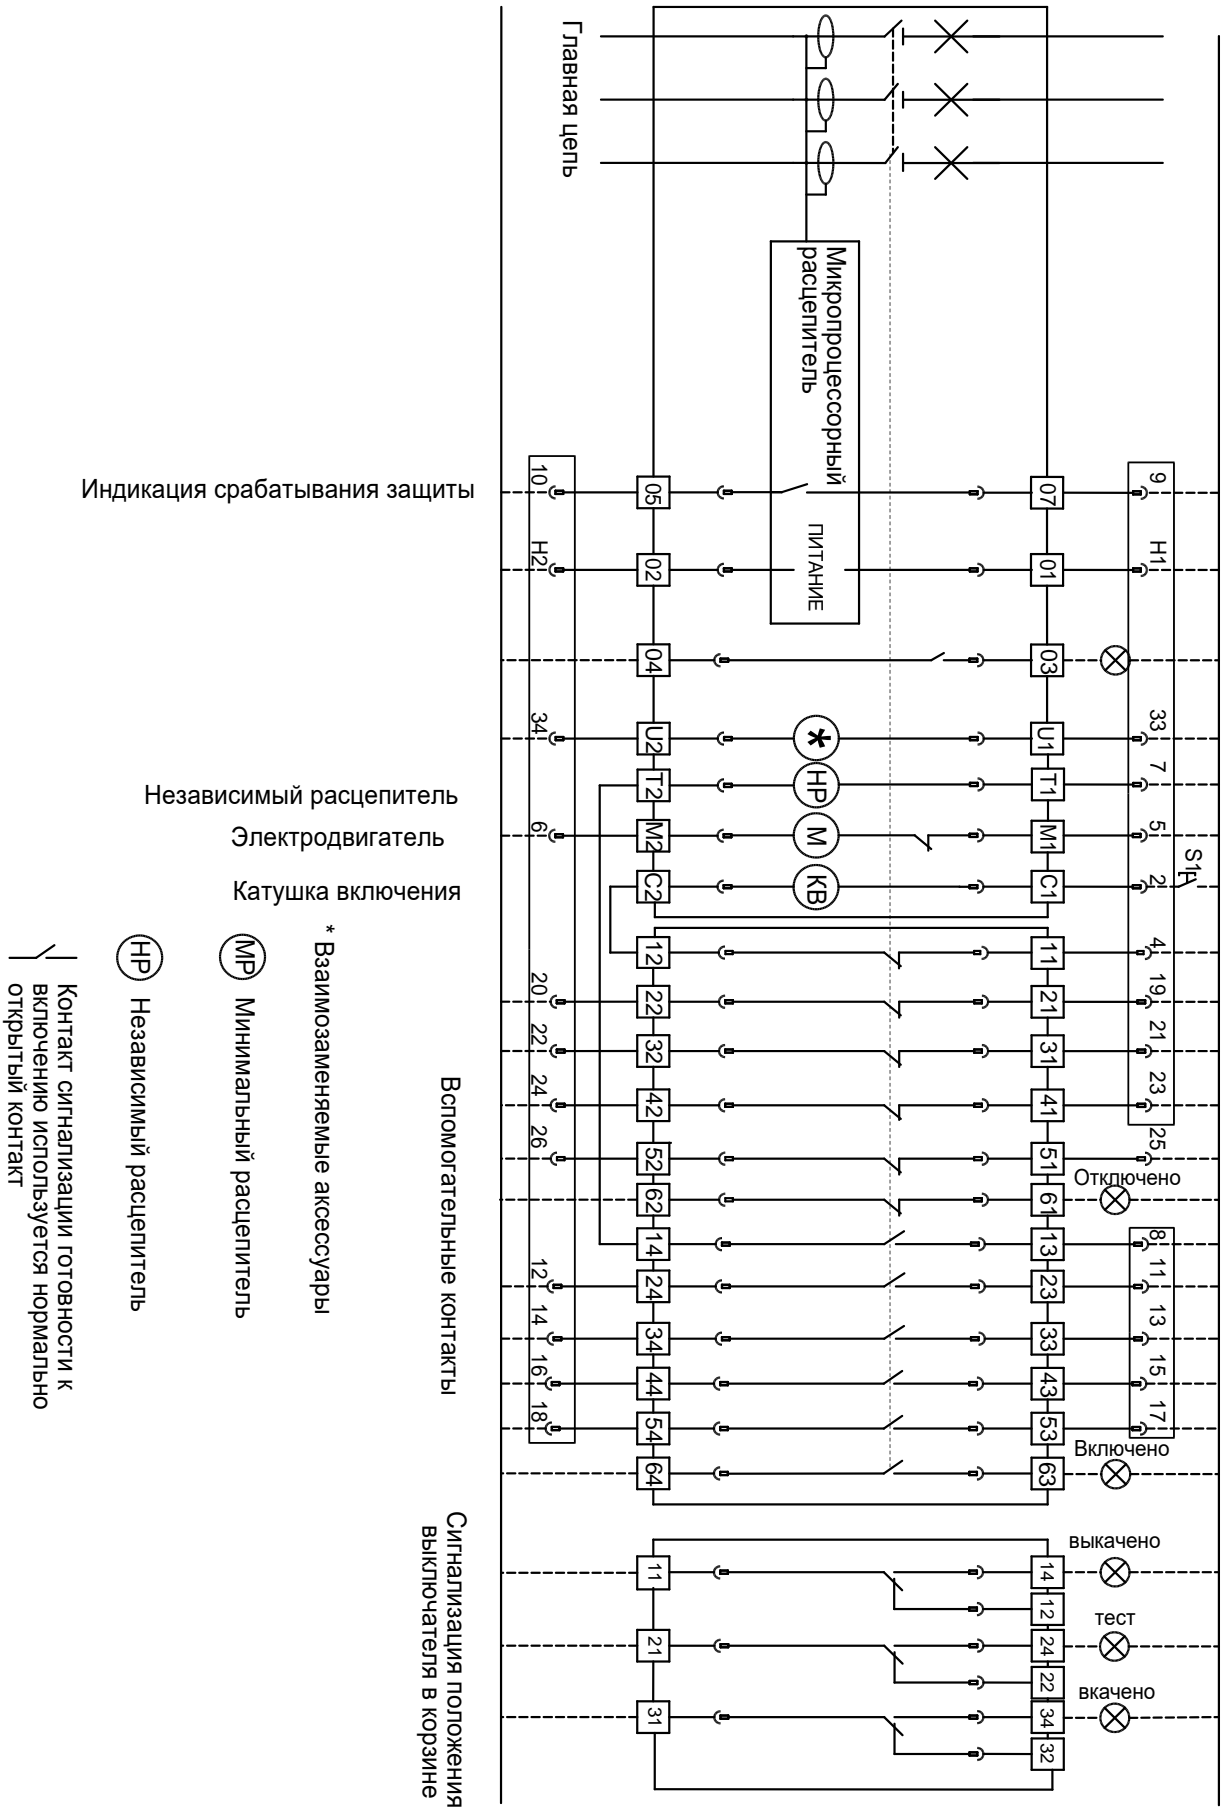 Главная цепь
Микропроцессорный
расцепитель
ПИТАНИЕ
Индикация срабатывания защиты
10
05
07
9
H2
02
01
H1
04
03
34
U2
*
U1
33
Независимый расцепитель
T2
НР
T1
7
Электродвигатель
6
M2
М
M1
5
Катушка включения
C2
КВ
C1
2
S1
12
11
4
20
22
21
19
22
32
31
21
24
42
41
23
26
52
51
25
62
61
Отключено
14
13
8
12
24
23
11
14
34
33
13
16
44
43
15
18
54
53
17
64
63
Включено
Вспомогательные контакты
* Взаимозаменяемые аксессуары
МР Минимальный расцепитель
НР Независимый расцепитель
Контакт сигнализации готовности к
включению используется нормально
открытый контакт
Сигнализация положения
выключателя в корзине
11
14
выкачено
12
21
24
тест
22
31
34
вкачено
32